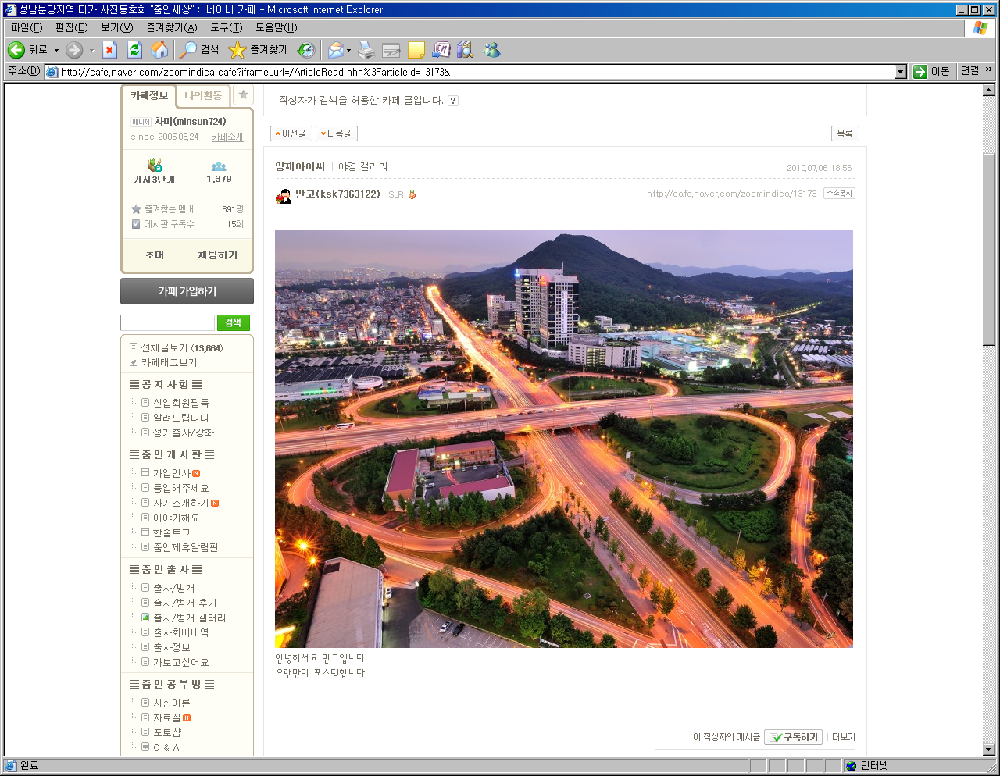 성남분당지역 디카 사진동호회 "줌인세상" :: 네이버 카페 - Microsoft Internet Explorer
파일(F) 편집(E) 보기(V) 즐겨찾기(A) 도구(T) 도움말(H)
뒤로 검색 즐겨찾기
주소(D) http://cafe.naver.com/zoomindica.cafe?iframe_url=/ArticleRead.nhn%3Farticleid=13173& 이동 연결 »
카페정보 나의활동
매니저 차미(minsun724)
since 2005.08.24 카페소개
가지3단계 1,379
즐겨찾는 멤버 391명
게시판 구독수 15회
초대 채팅하기
카페 가입하기
검색
전체글보기 (13,664)
카페태그보기
▤ 공 지 사 항 ▤
신입회원필독
알려드립니다
정기출사/강좌
▤ 줌 인 게 시 판 ▤
가입인사 N
등업해주세요
자기소개하기 N
이야기해요
한줄토크
줌인제휴알림판
▤ 줌 인 출 사 ▤
출사/벙개
출사/벙개 후기
출사/벙개 갤러리
출사회비내역
출사정보
가보고싶어요
▤ 줌 인 공 부 방 ▤
사진이론
자료실 N
포토샵
Q & A
작성자가 검색을 허용한 카페 글입니다. ?
이전글 다음글 목록
양재아이씨 | 야경 갤러리 2010.07.06 18:56
만고(ksk7363122) SLR http://cafe.naver.com/zoomindica/13173 주소복사
안녕하세요 만고입니다
오랜만에 포스팅합니다.
이 작성자의 게시글 구독하기 | 더보기
완료 인터넷